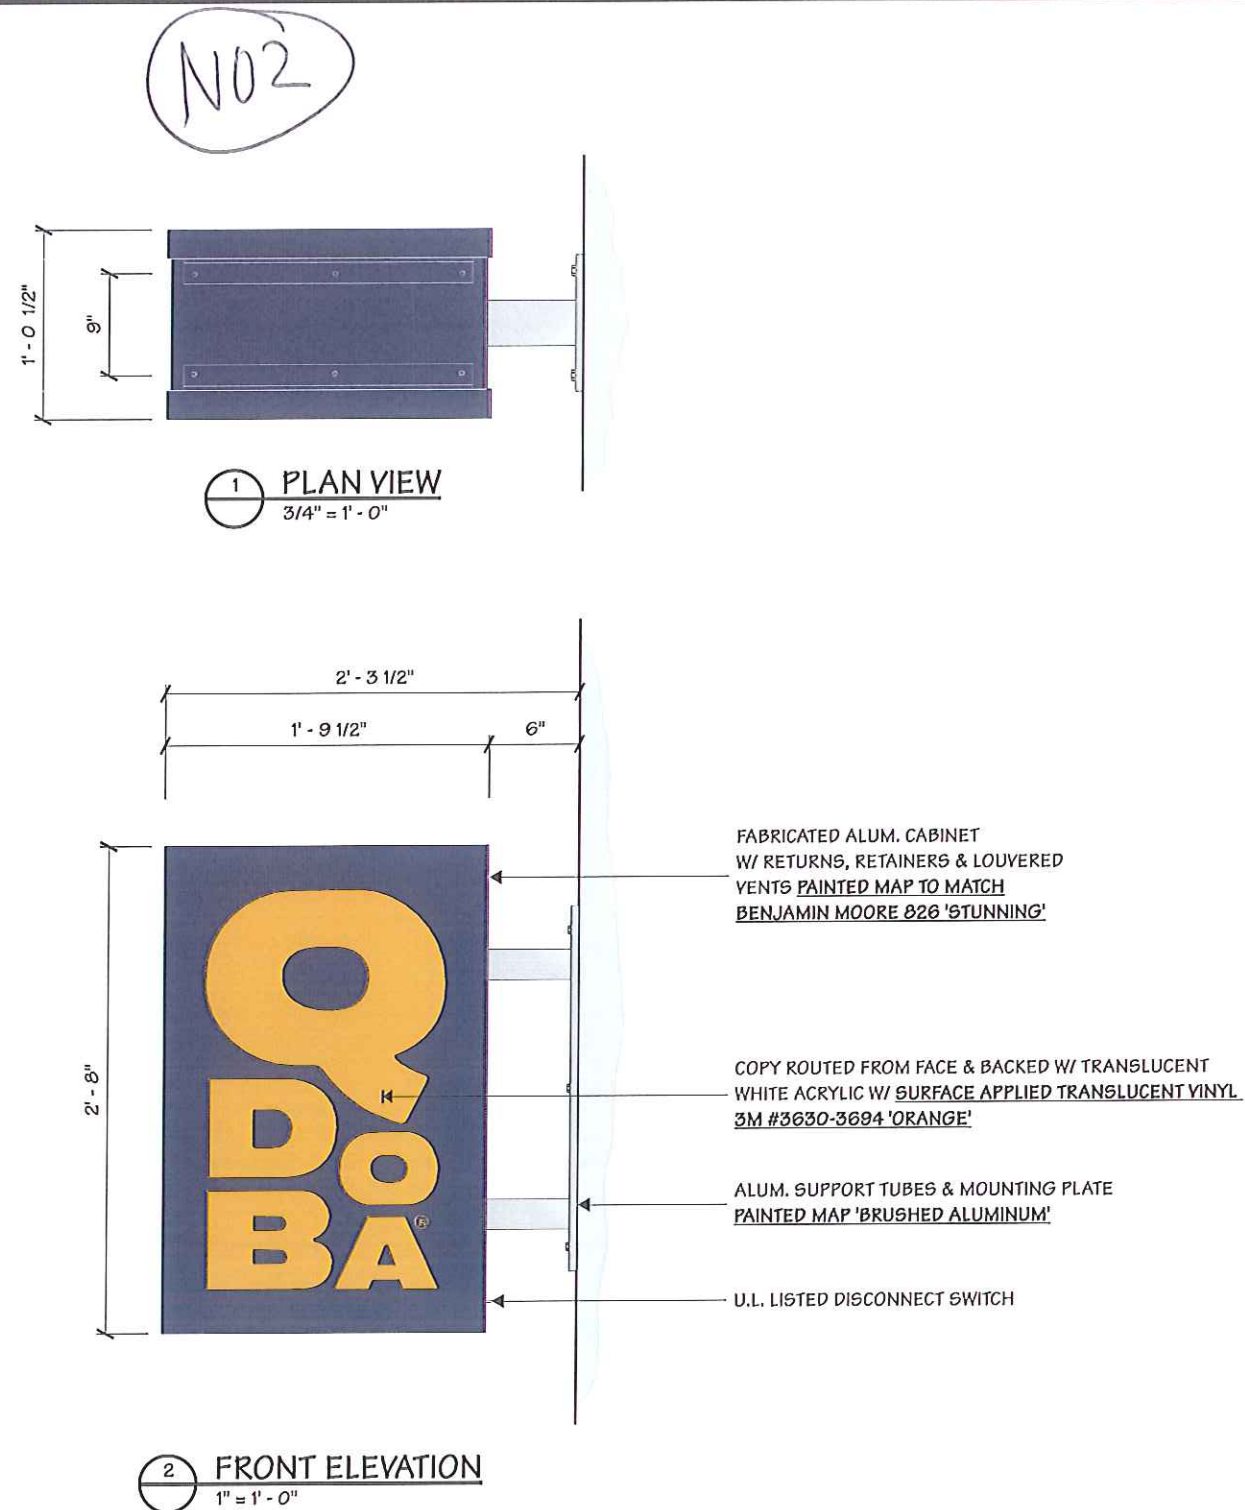 N02
1' - 0 1/2"
9"
1 PLAN VIEW
3/4" = 1' - 0"
2' - 3 1/2"
1' - 9 1/2"
6"
2' - 8"
Q
DO
BA®
FABRICATED ALUM. CABINET
W/ RETURNS, RETAINERS & LOUVERED
VENTS PAINTED MAP TO MATCH
BENJAMIN MOORE 826 'STUNNING'
COPY ROUTED FROM FACE & BACKED W/ TRANSLUCENT
WHITE ACRYLIC W/ SURFACE APPLIED TRANSLUCENT VINYL
3M #3630-3694 'ORANGE'
ALUM. SUPPORT TUBES & MOUNTING PLATE
PAINTED MAP 'BRUSHED ALUMINUM'
U.L. LISTED DISCONNECT SWITCH
2 FRONT ELEVATION
1" = 1' - 0"